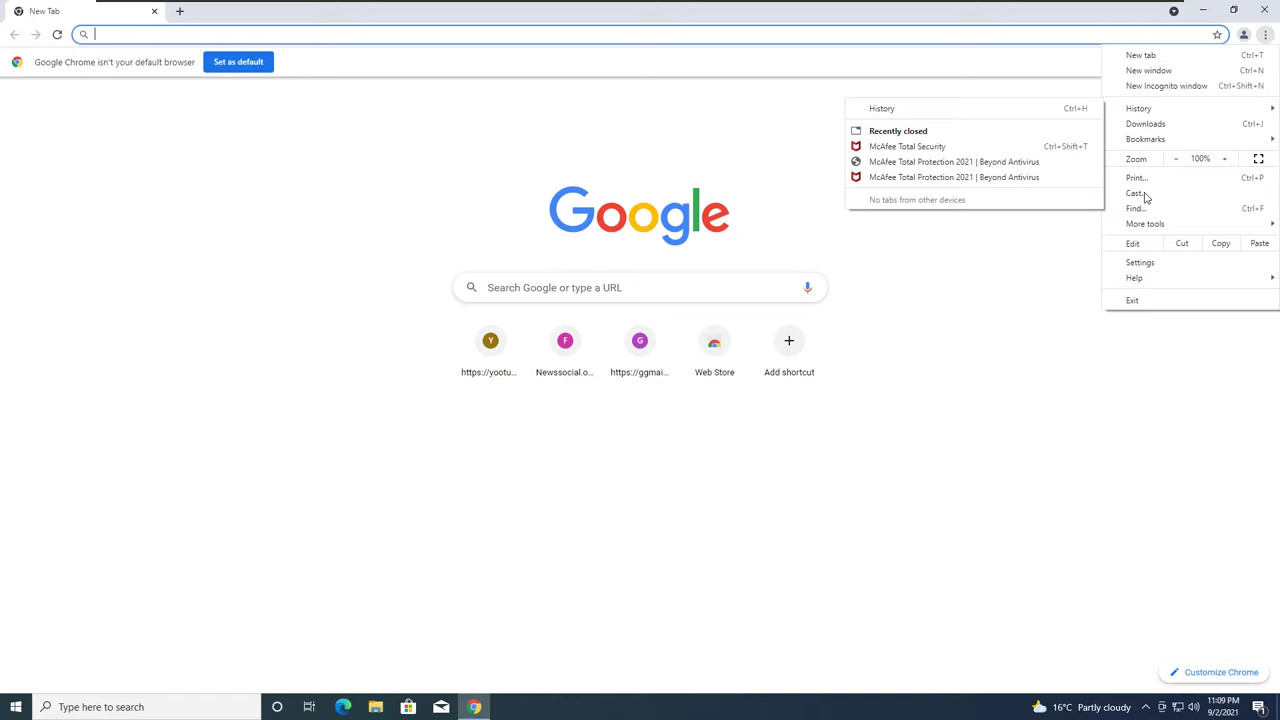 New Tab
Google Chrome isn't your default browser
Set as default
New tab Ctrl+T
New window Ctrl+N
New Incognito window Ctrl+Shift+N
History
Downloads Ctrl+J
Bookmarks
Zoom - 100% +
Print... Ctrl+P
Cast...
Find... Ctrl+F
More tools
Edit Cut Copy Paste
Settings
Help
Exit
History Ctrl+H
Recently closed
McAfee Total Security Ctrl+Shift+T
McAfee Total Protection 2021 | Beyond Antivirus
McAfee Total Protection 2021 | Beyond Antivirus
No tabs from other devices
Google
Search Google or type a URL
Y F G
https://yootu... Newssocial.o... https://ggmai... Web Store Add shortcut
Customize Chrome
Type here to search
16°C Partly cloudy
11:09 PM
9/2/2021
1